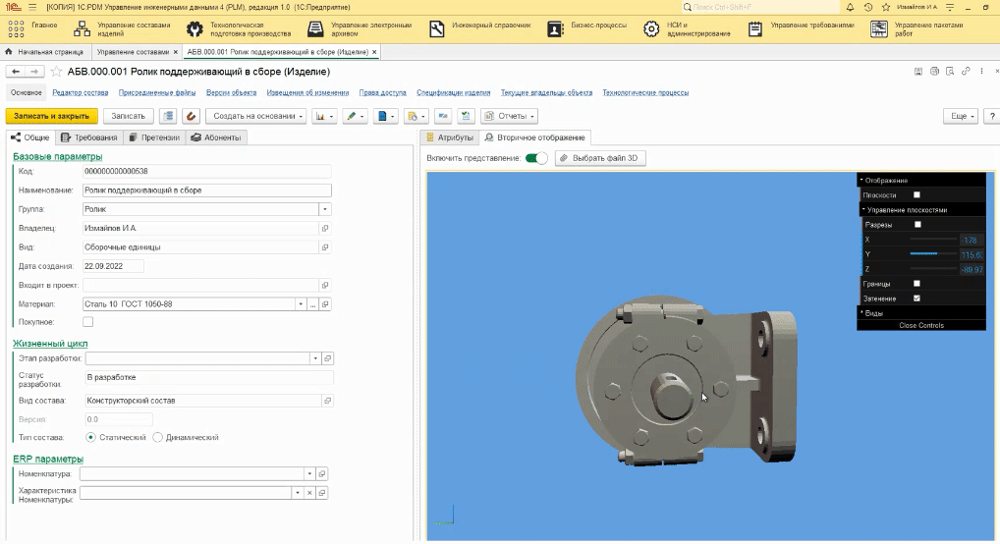 [КОПИЯ] 1С:PDM Управление инженерными данными 4 (PLM), редакция 1.0 (1С:Предприятие)
Поиск Ctrl+Shift+F
Измайлов И А
Главное
Управление составами изделий
Технологическая подготовка производства
Управление электронным архивом
Инженерный справочник
Бизнес-процессы
НСИ и администрирование
Управление требованиями
Управление пакетами работ
Начальная страница
Управление составами ×
АБВ.000.001 Ролик поддерживающий в сборе (Изделие) ×
АБВ.000.001 Ролик поддерживающий в сборе (Изделие)
Основное Редактор состава Присоединенные файлы Версии объекта Извещения об изменении Права доступа Спецификации изделия Текущие владельцы объекта Технологические процессы
Записать и закрыть Записать Создать на основании Отчеты Еще ?
Общие Требования Претензии Абоненты
Атрибуты Вторичное отображение
Базовые параметры
Включить представление: Выбрать файл 3D
Код: 000000000000538
Наименование: Ролик поддерживающий в сборе
Группа: Ролик
Владелец: Измайлов И.А.
Вид: Сборочные единицы
Дата создания: 22.09.2022
Входит в проект:
Материал: Сталь 10 ГОСТ 1050-88 ...
Покупное:
Жизненный цикл
Этап разработки:
Статус разработки: В разработке
Вид состава: Конструкторский состав
Версия: 0.0
Тип состава: Статический Динамический
ERP параметры
Номенклатура:
Характеристика Номенклатуры:
Отображение
Плоскости
Управление плоскостями
Разрезы
X 178
Y 115.6
Z -89.97
Границы
Затенение
Виды
Close Controls